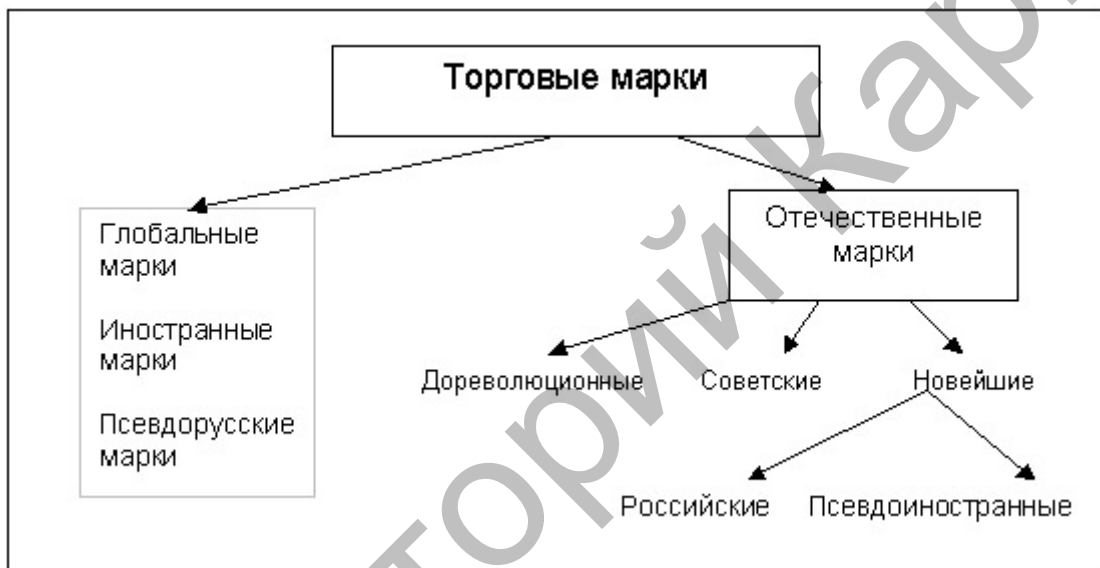 Торговые марки
Глобальные
марки
Иностранные
марки
Псевдорусские
марки
Отечественные
марки
Дореволюционные
Советские
Новейшие
Российские
Псевдоиностранные